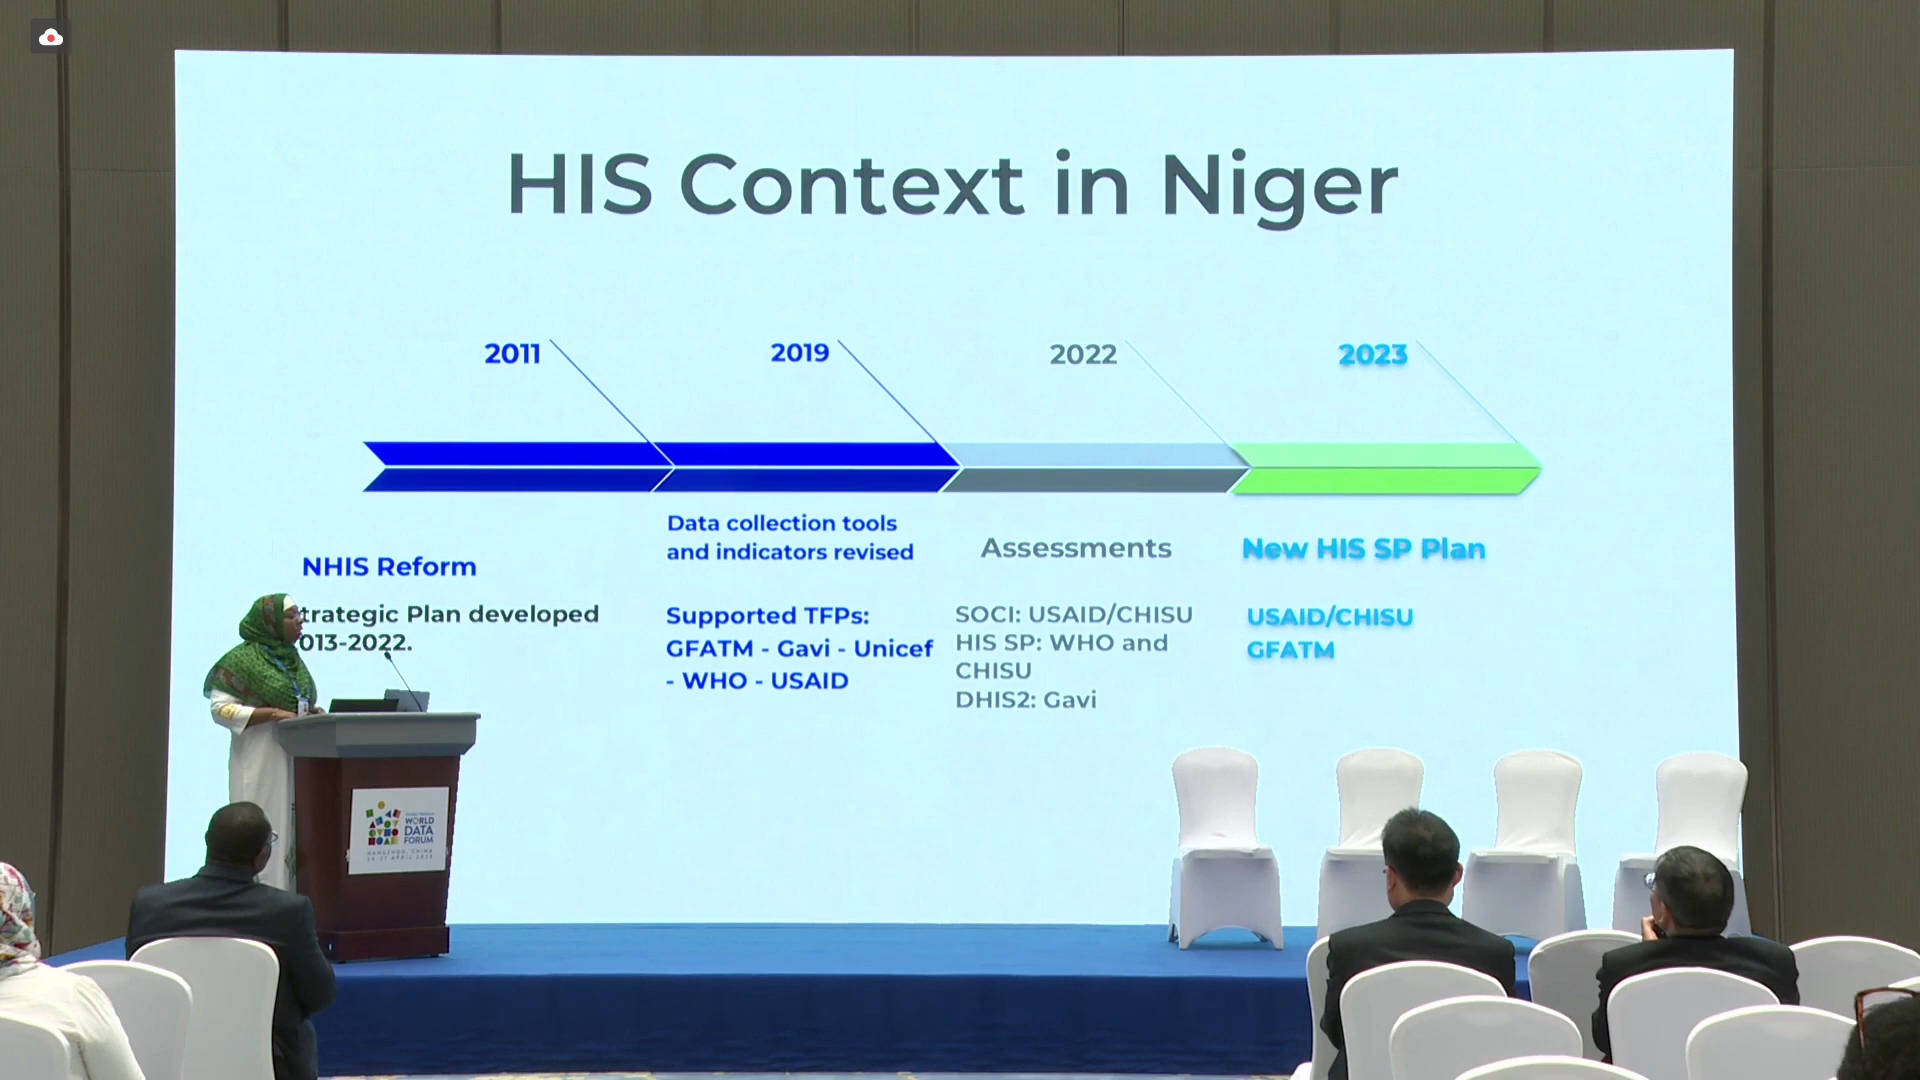 HIS Context in Niger
2011
2019
2022
2023
NHIS Reform
trategic Plan developed
013-2022.
Data collection tools
and indicators revised
Supported TFPs:
GFATM - Gavi - Unicef
- WHO - USAID
Assessments
SOCI: USAID/CHISU
HIS SP: WHO and
CHISU
DHIS2: Gavi
New HIS SP Plan
USAID/CHISU
GFATM
WORLD
DATA
FORUM
HANGZHOU, CHINA